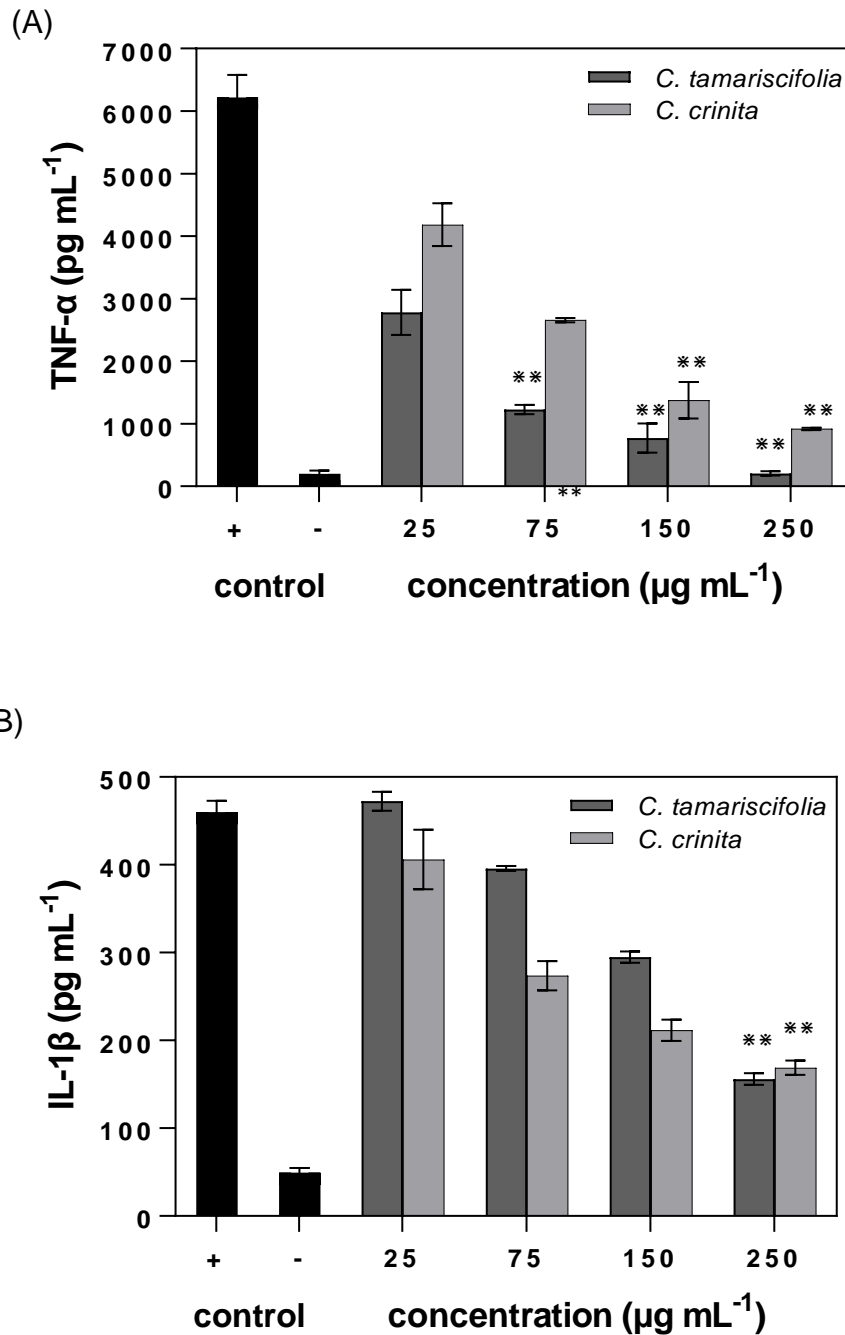 (A)
7000
6000
5000
4000
3000
2000
1000
0
TNF-α (pg mL⁻¹)
C. tamariscifolia
C. crinita
** ** ** ** **
**
+ - 25 75 150 250
control concentration (µg mL⁻¹)
B)
500
400
300
200
100
0
IL-1β (pg mL⁻¹)
C. tamariscifolia
C. crinita
** **
+ - 25 75 150 250
control concentration (µg mL⁻¹)